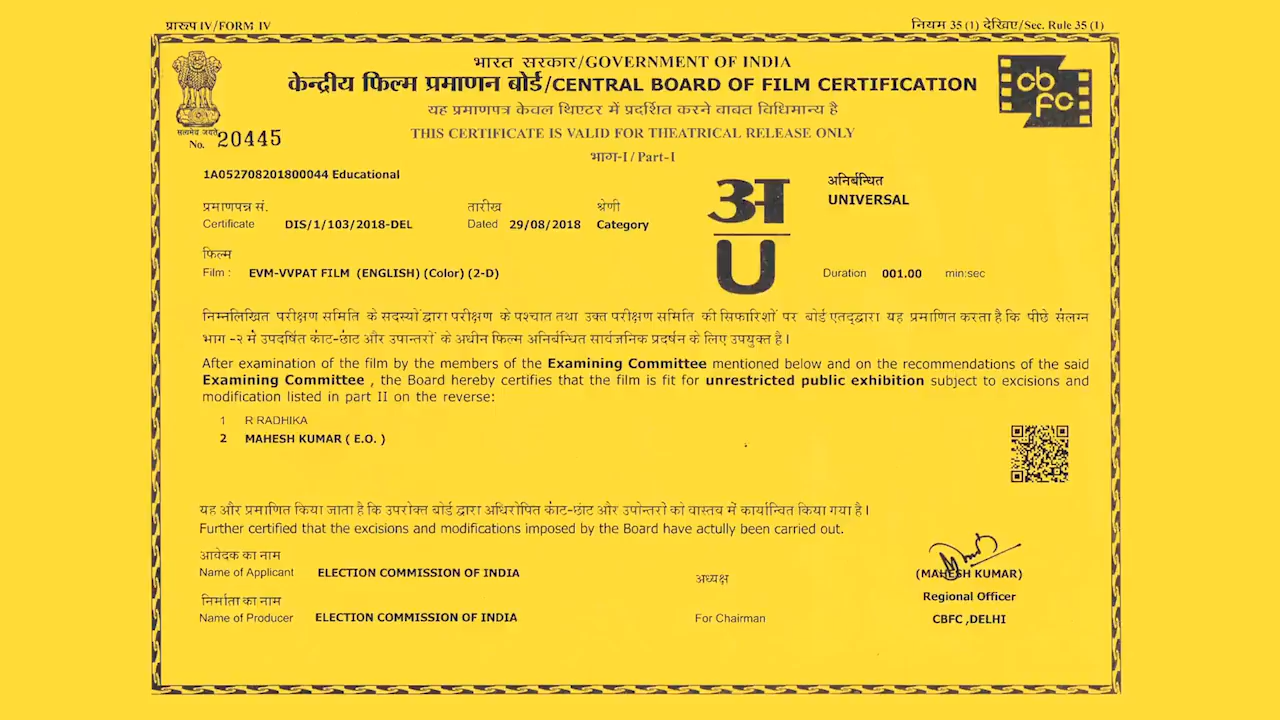 प्रारूप IV/FORM IV
नियम 35 (1) देखिए/Sec. Rule 35 (1)
भारत सरकार/GOVERNMENT OF INDIA
केन्द्रीय फिल्म प्रमाणन बोर्ड/CENTRAL BOARD OF FILM CERTIFICATION
cb
fc
यह प्रमाणपत्र केवल थिएटर में प्रदर्शित करने वाबत विधिमान्य है
सत्यमेव जयते
No. 20445
THIS CERTIFICATE IS VALID FOR THEATRICAL RELEASE ONLY
भाग-I / Part-I
1A052708201800044 Educational
अ
U
अनिर्बन्धित
UNIVERSAL
प्रमाणपत्र सं. तारीख श्रेणी
Certificate DIS/1/103/2018-DEL Dated 29/08/2018 Category
फिल्म
Film : EVM-VVPAT FILM (ENGLISH) (Color) (2-D) Duration 001.00 min:sec
निम्नलिखित परीक्षण समिति के सदस्यों द्वारा परीक्षण के पश्चात तथा उक्त परीक्षण समिति की सिफारिशों पर बोर्ड एतद्द्वारा यह प्रमाणित करता है कि पीछे संलग्न
भाग -२ में उपदर्षित कांट-छांट और उपान्तरों के अधीन फिल्म अनिर्बन्धित सार्वजनिक प्रदर्षन के लिए उपयुक्त है।
After examination of the film by the members of the Examining Committee mentioned below and on the recommendations of the said
Examining Committee , the Board hereby certifies that the film is fit for unrestricted public exhibition subject to excisions and
modification listed in part II on the reverse:
1 R RADHIKA
2 MAHESH KUMAR ( E.O. )
यह और प्रमाणित किया जाता है कि उपरोक्त बोर्ड द्वारा अधिरोपित कांट-छांट और उपोन्तरों को वास्तव में कार्यान्वित किया गया है।
Further certified that the excisions and modifications imposed by the Board have actully been carried out.
आवेदक का नाम
Name of Applicant ELECTION COMMISSION OF INDIA
अध्यक्ष
(MAHESH KUMAR)
निर्माता का नाम
Regional Officer
Name of Producer ELECTION COMMISSION OF INDIA
For Chairman
CBFC ,DELHI